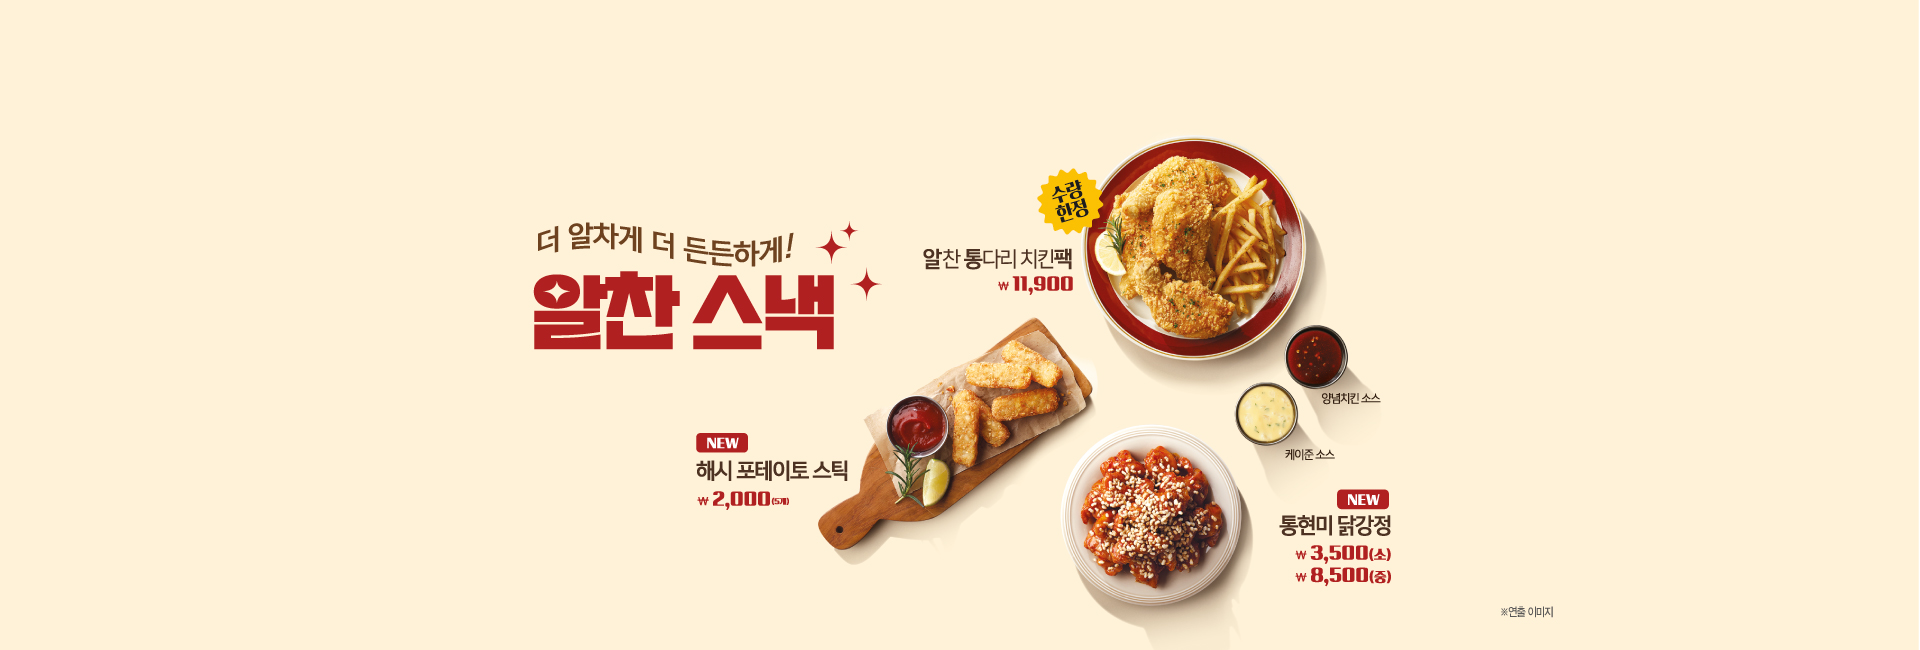 더 알차게 더 든든하게!
알찬 스낵
수량
한정
알찬 통다리 치킨팩
₩ 11,900
양념치킨 소스
케이준 소스
NEW
해시 포테이토 스틱
₩ 2,000(5개)
NEW
통현미 닭강정
₩ 3,500(소)
₩ 8,500(중)
※연출 이미지